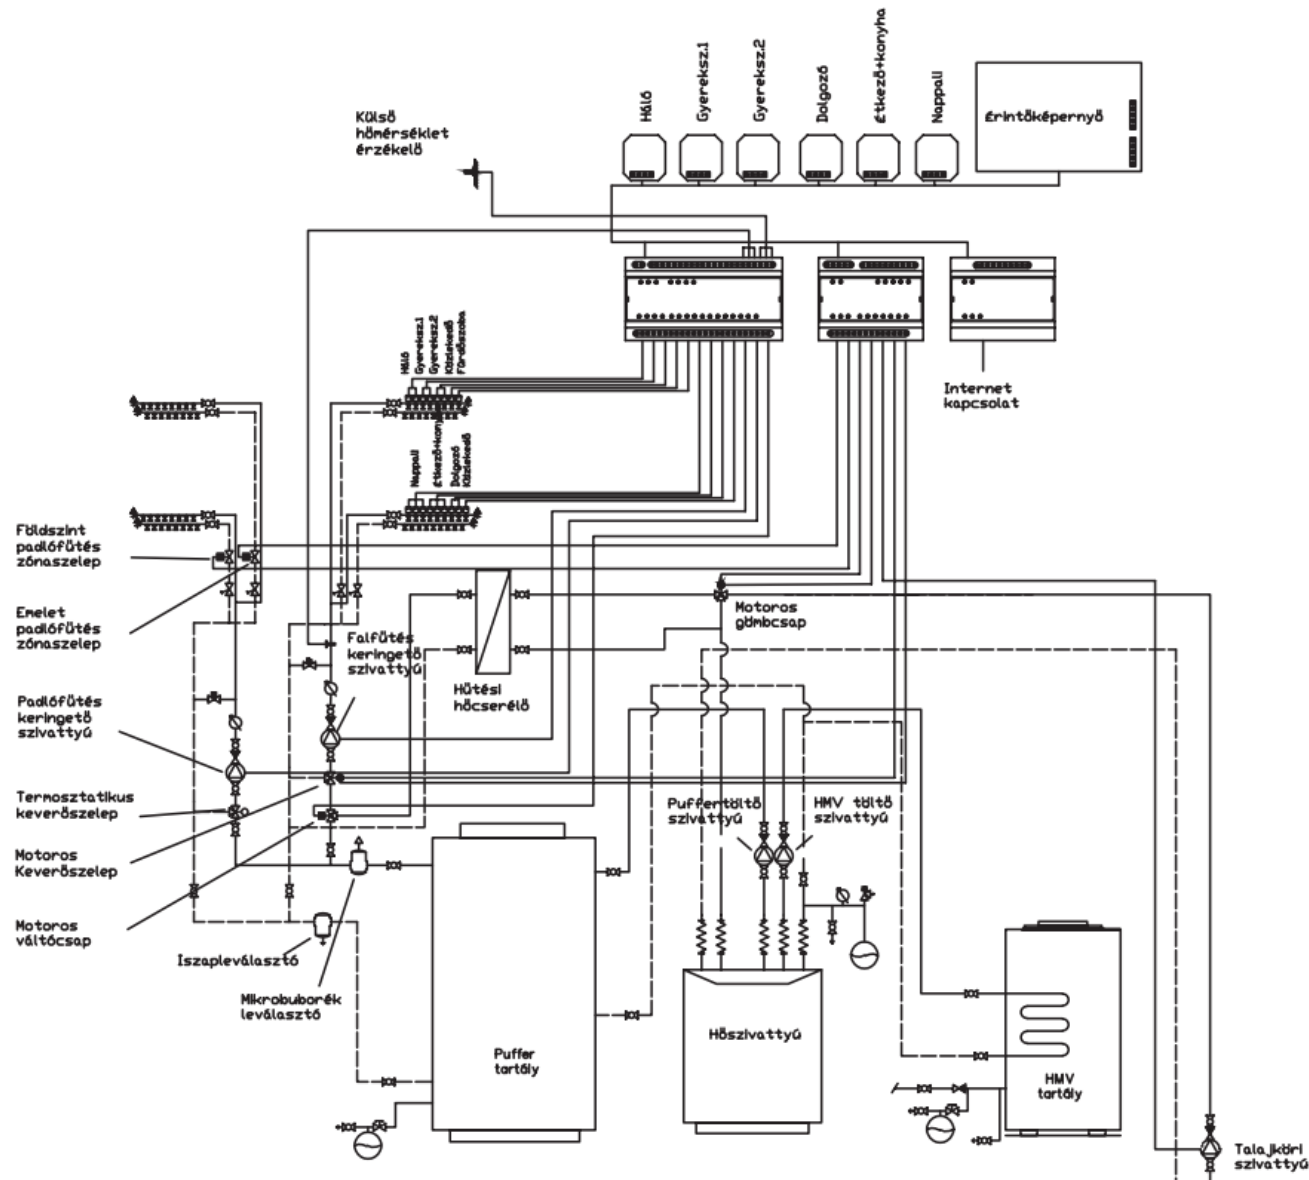 Háló
Gyereksz.1
Gyereksz.2
Dolgozó
Étkező+konyha
Nappali
Érintőképernyő
Külső
hőmérséklet
érzékelő
Háló
Gyereksz.1
Gyereksz.2
Közlekedő
Fürdőszoba
Internet
kapcsolat
Nappali
Étkező+kony
Dolgozó
Közlekedő
Földszint
padlófűtés
zónaszelep
Emelet
padlófűtés
zónaszelep
Motoros
gömbcsap
Falfűtés
keringető
szivattyú
Hűtési
hőcserélő
Padlófűtés
keringető
szivattyú
Termosztatikus
keverőszelep
Puffertöltő
szivattyú
HMV töltő
szivattyú
Motoros
Keverőszelep
Motoros
váltócsap
Iszapleválasztó
Mikrobuborék
leválasztó
Puffer
tartály
Hőszivattyú
HMV
tartály
Talajköri
szivattyú